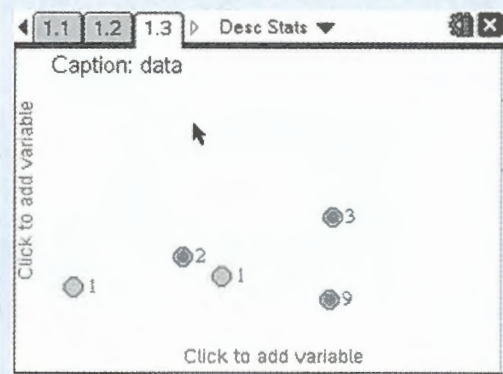 1.1 1.2 1.3 Desc Stats
Caption: data
Click to add variable
3
2
1
1
9
Click to add variable